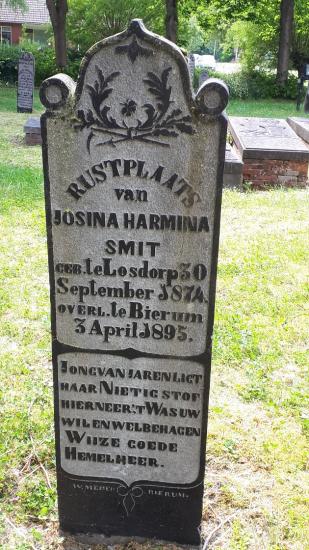 RUSTPLAATS
van
JOSINA HARMINA
SMIT
GEB. te Losdorp 30
September 1874.
OVERL. te Bierum
3 April 1895.
JONG VAN JAREN LIGT
HAAR NIETIG STOF
HIER NEER; 'T WAS UW
WIL EN WELBEHAGEN
WIJZE GOEDE
HEMELHEER.
BIERUM.